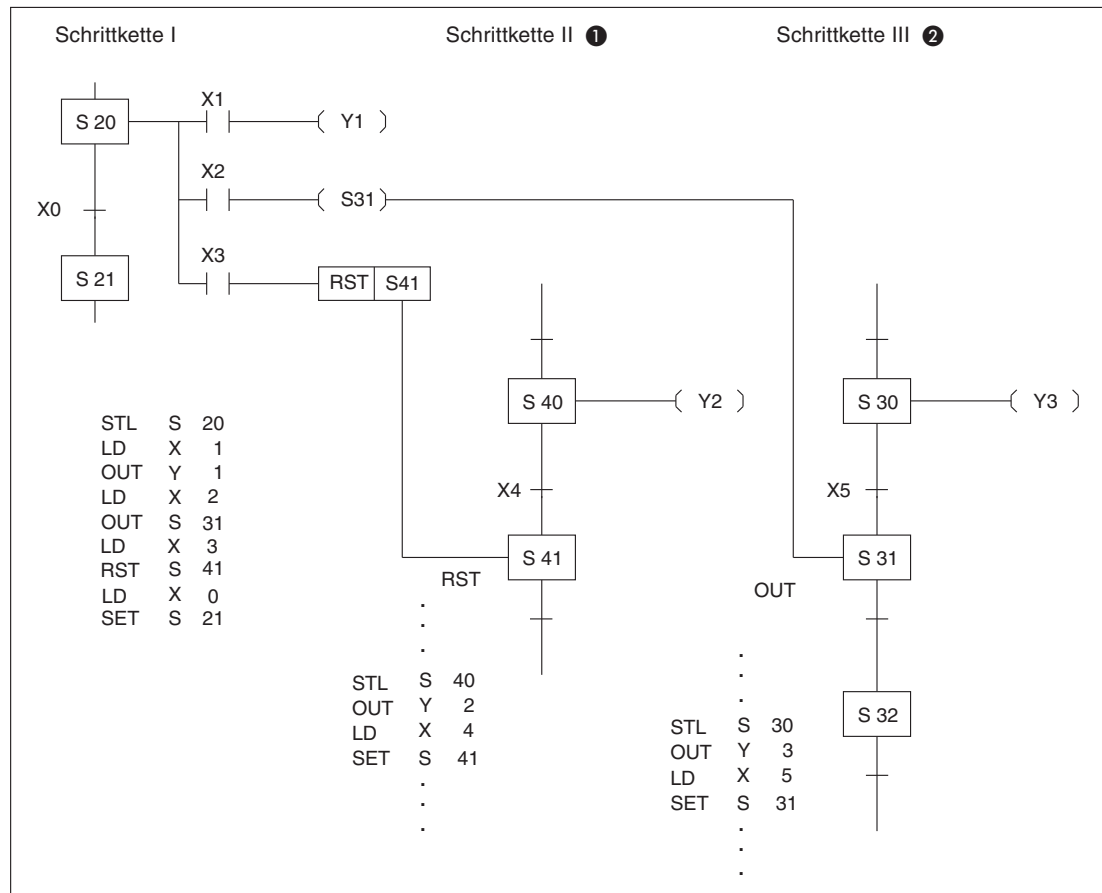 Schrittkette I
Schrittkette II ❶
Schrittkette III ❷
X1
S 20
( Y1 )
X2
( S31 )
X0
X3
S 21
RST S41
S 40
( Y2 )
S 30
( Y3 )
X4
X5
S 41
S 31
RST
OUT
S 32
STL S 20
LD X 1
OUT Y 1
LD X 2
OUT S 31
LD X 3
RST S 41
LD X 0
SET S 21
.
.
.
STL S 40
OUT Y 2
LD X 4
SET S 41
.
.
.
.
.
.
STL S 30
OUT Y 3
LD X 5
SET S 31
.
.
.